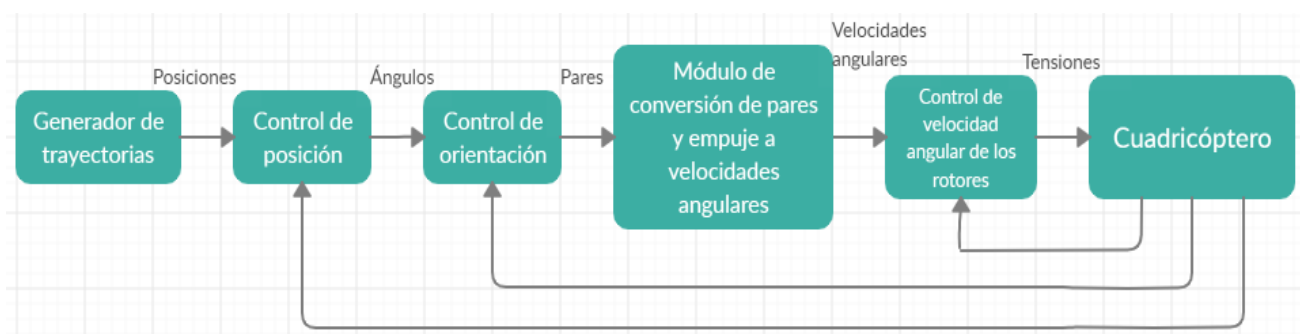 Generador de
trayectorias
Posiciones
Control de
posición
Ángulos
Control de
orientación
Pares
Módulo de
conversión de pares
y empuje a
velocidades
angulares
Velocidades
angulares
Control de
velocidad
angular de los
rotores
Tensiones
Cuadricóptero